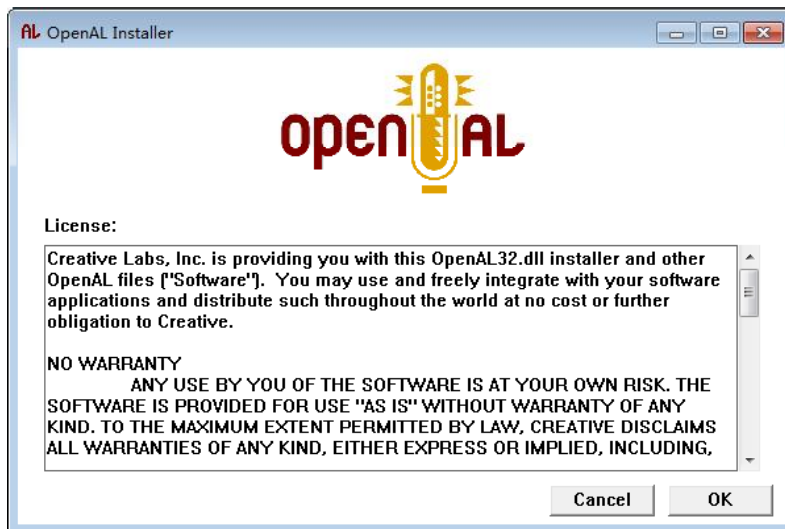 AL OpenAL Installer
OPEN AL
License:
Creative Labs, Inc. is providing you with this OpenAL32.dll installer and other
OpenAL files ("Software").  You may use and freely integrate with your software
applications and distribute such throughout the world at no cost or further
obligation to Creative.
NO WARRANTY
ANY USE BY YOU OF THE SOFTWARE IS AT YOUR OWN RISK. THE
SOFTWARE IS PROVIDED FOR USE "AS IS" WITHOUT WARRANTY OF ANY
KIND. TO THE MAXIMUM EXTENT PERMITTED BY LAW, CREATIVE DISCLAIMS
ALL WARRANTIES OF ANY KIND, EITHER EXPRESS OR IMPLIED, INCLUDING,
Cancel OK